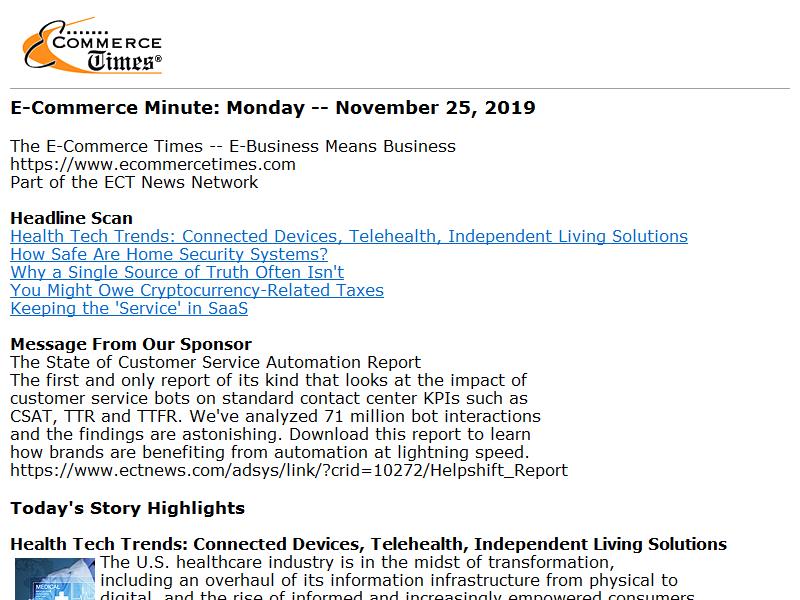 E-Commerce
Times®
E-Commerce Minute: Monday -- November 25, 2019
The E-Commerce Times -- E-Business Means Business
https://www.ecommercetimes.com
Part of the ECT News Network
Headline Scan
Health Tech Trends: Connected Devices, Telehealth, Independent Living Solutions
How Safe Are Home Security Systems?
Why a Single Source of Truth Often Isn't
You Might Owe Cryptocurrency-Related Taxes
Keeping the 'Service' in SaaS
Message From Our Sponsor
The State of Customer Service Automation Report
The first and only report of its kind that looks at the impact of
customer service bots on standard contact center KPIs such as
CSAT, TTR and TTFR. We've analyzed 71 million bot interactions
and the findings are astonishing. Download this report to learn
how brands are benefiting from automation at lightning speed.
https://www.ectnews.com/adsys/link/?crid=10272/Helpshift_Report
Today's Story Highlights
Health Tech Trends: Connected Devices, Telehealth, Independent Living Solutions
The U.S. healthcare industry is in the midst of transformation,
MEDICAL
including an overhaul of its information infrastructure from physical to
digital, and the rise of informed and increasingly empowered consumers